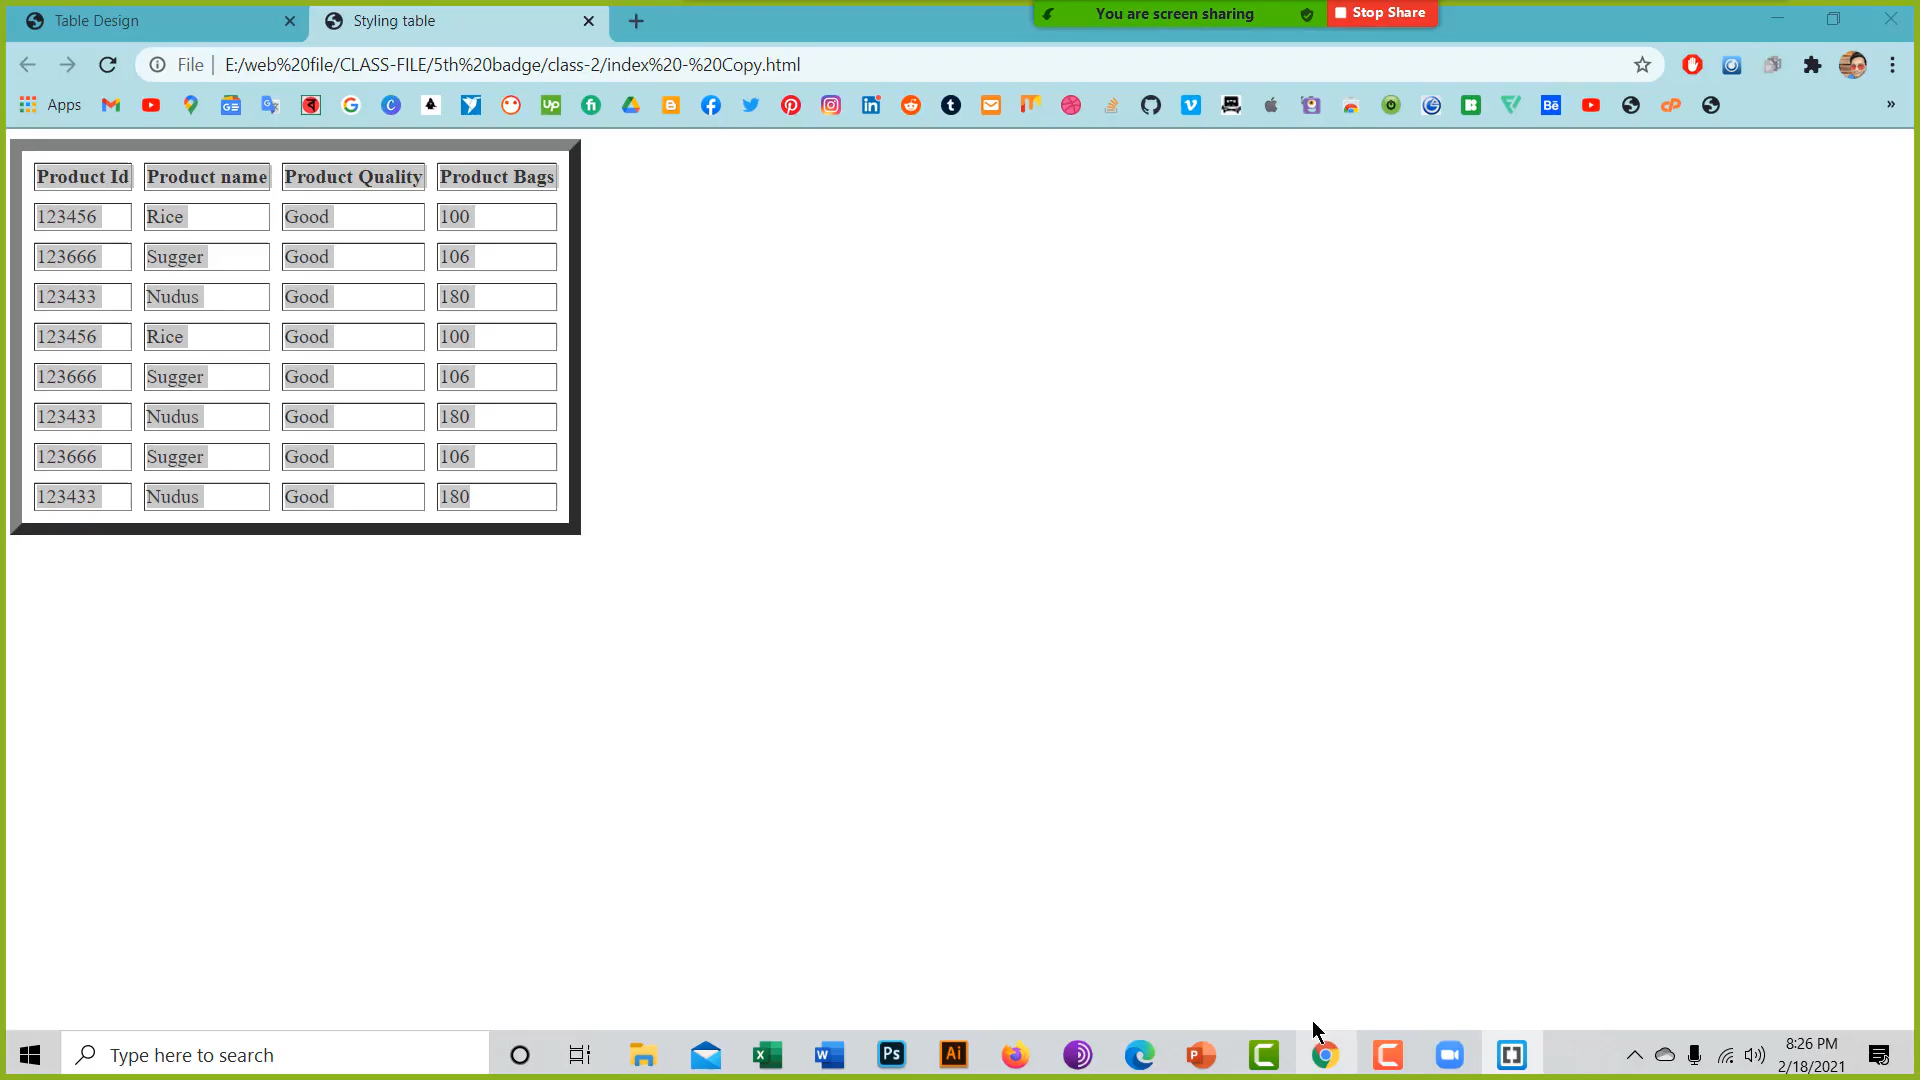 Table Design
Styling table
You are screen sharing
Stop Share
File
E:/web%20file/CLASS-FILE/5th%20badge/class-2/index%20-%20Copy.html
Apps
Product Id Product name Product Quality Product Bags
123456 Rice Good 100
123666 Sugger Good 106
123433 Nudus Good 180
123456 Rice Good 100
123666 Sugger Good 106
123433 Nudus Good 180
123666 Sugger Good 106
123433 Nudus Good 180
Type here to search
8:26 PM
2/18/2021